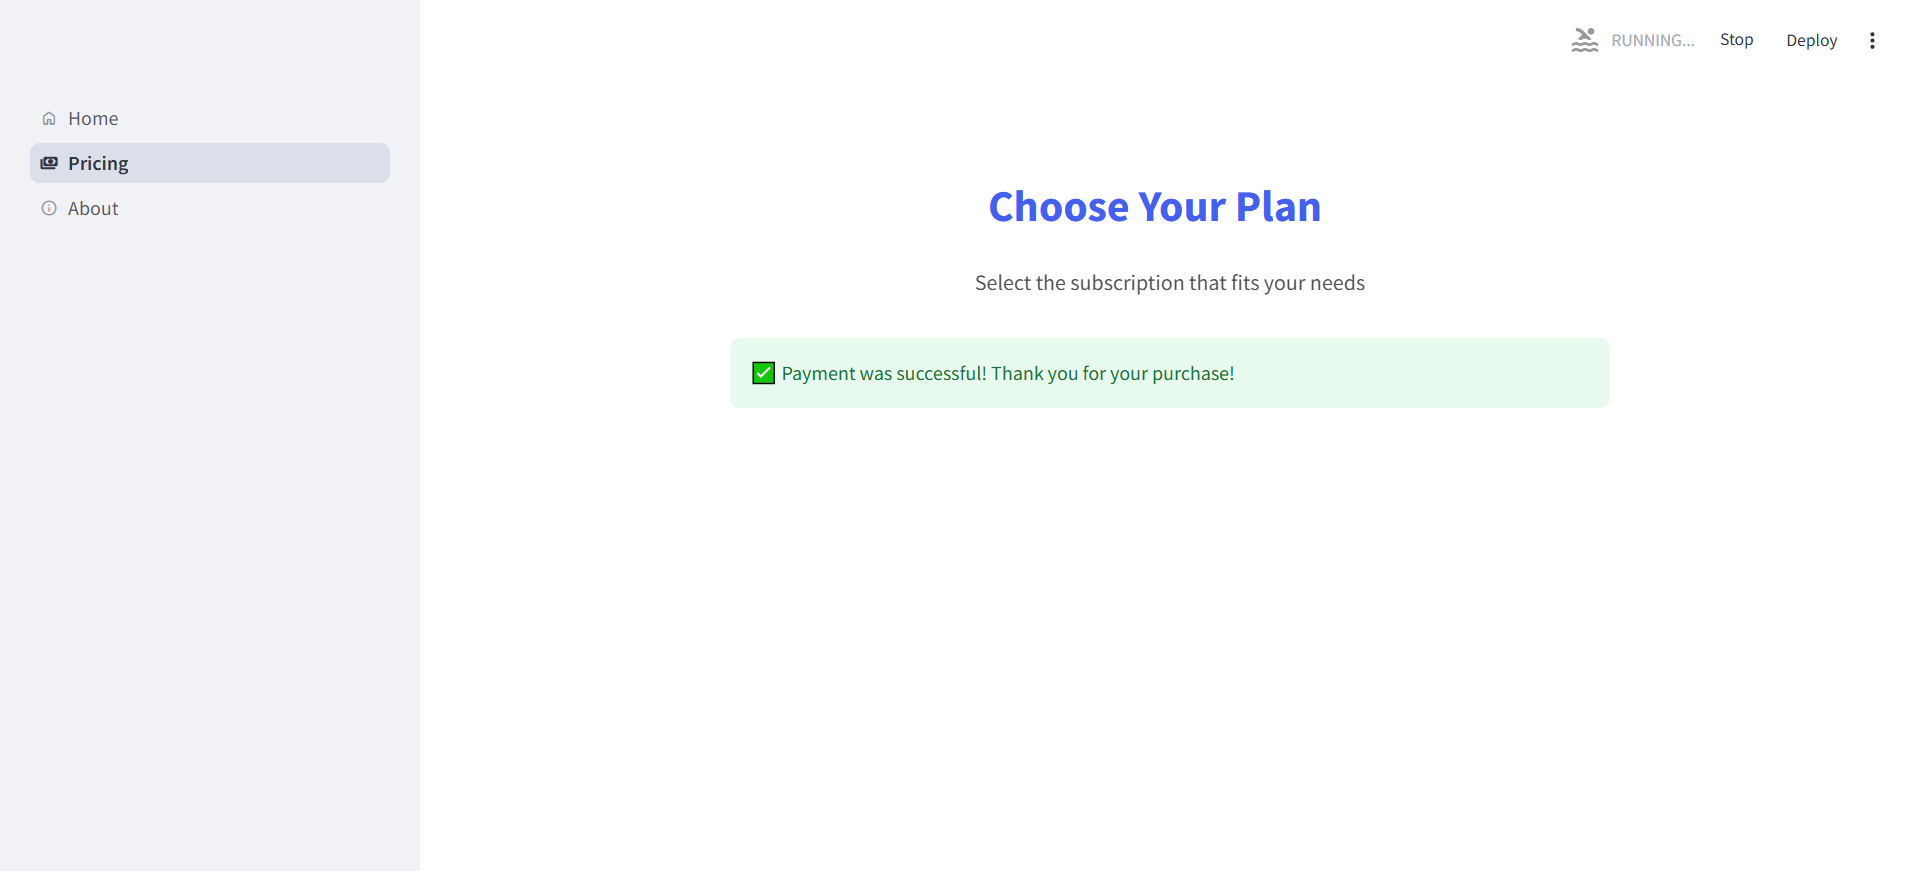 RUNNING...
Stop
Deploy
Home
Pricing
About
Choose Your Plan
Select the subscription that fits your needs
✅ Payment was successful! Thank you for your purchase!